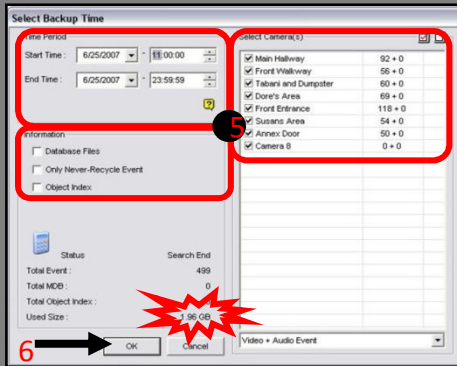 Select Backup Time
Time Period
Start Time : 6/25/2007 - 11:00:00
End Time : 6/25/2007 - 23:59:59
?
Information
Database Files
Only Never-Recycle Event
Object Index
Status Search End
Total Event : 499
Total MDB : 0
Total Object Index :
Used Size : 1.96 GB
6
OK Cancel
5
Select Camera(s)
Main Hallway 92 + 0
Front Walkway 56 + 0
Tabani and Dumpster 60 + 0
Dore's Area 69 + 0
Front Entrance 118 + 0
Susans Area 54 + 0
Annex Door 50 + 0
Camera 8 0 + 0
Video + Audio Event